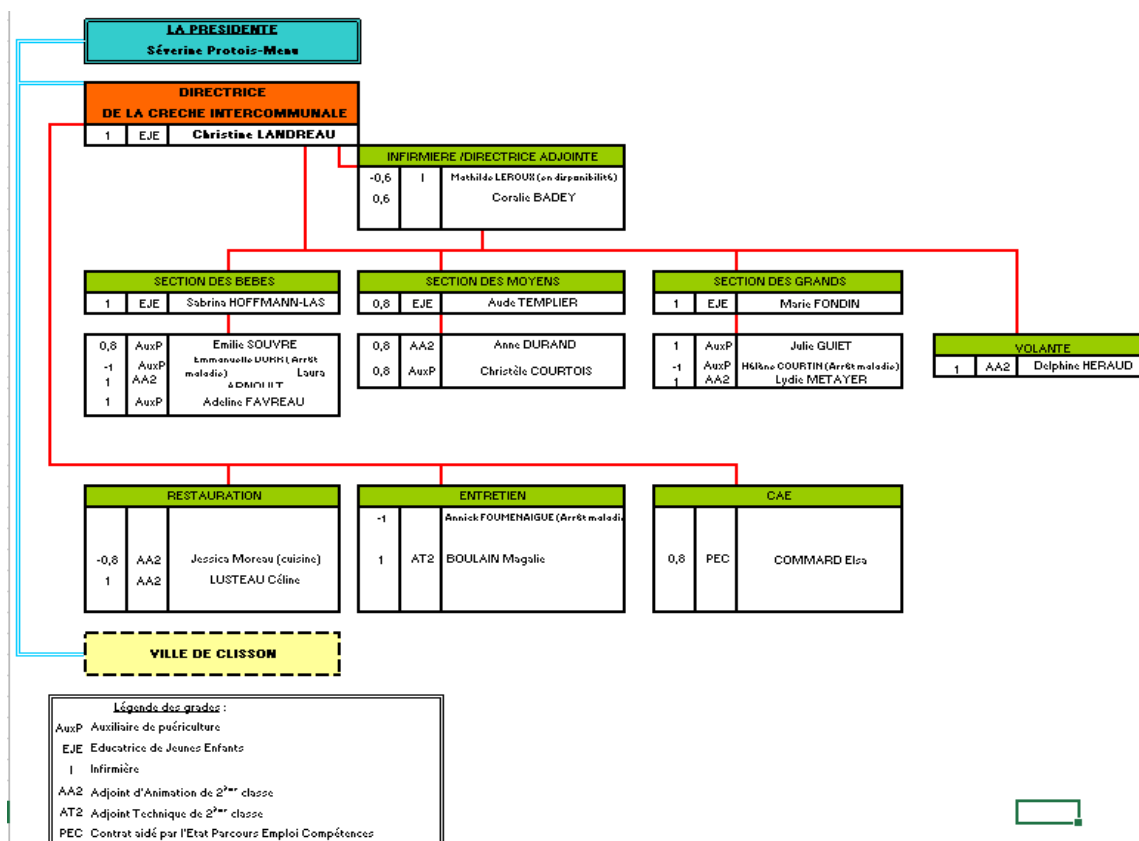 LA PRESIDENTE
Séverine Protois-Menu
DIRECTRICE
DE LA CRECHE INTERCOMMUNALE
1 EJE Christine LANDREAU
INFIRMIERE /DIRECTRICE ADJOINTE
-0,6 I Mathilde LEROUX (en disponibilité)
0,6 Coralie BADEY
SECTION DES BEBES
1 EJE Sabrina HOFFMANN-LAS
0,8 AuxP Emilie SOUVRE
-1 AuxP Emmanuelle DURR (Arrêt
maladie) Laura
1 AA2 ARNOULT
1 AuxP Adeline FAVREAU
SECTION DES MOYENS
0,8 EJE Aude TEMPLIER
0,8 AA2 Anne DURAND
0,8 AuxP Christèle COURTOIS
SECTION DES GRANDS
1 EJE Marie FONDIN
1 AuxP Julie GUIET
-1 AuxP Hélène COURTIN (Arrêt maladie)
1 AA2 Lydie METAYER
VOLANTE
1 AA2 Delphine HERAUD
RESTAURATION
-0,8 AA2 Jessica Moreau (cuisine)
1 AA2 LUSTEAU Céline
ENTRETIEN
-1 Annick FOUMENAIGUE (Arrêt maladi
1 AT2 BOULAIN Magalie
CAE
0,8 PEC COMMARD Elsa
VILLE DE CLISSON
Légende des grades :
AuxP Auxiliaire de puériculture
EJE Educatrice de Jeunes Enfants
I Infirmière
AA2 Adjoint d'Animation de 2ème classe
AT2 Adjoint Technique de 2ème classe
PEC Contrat aidé par l'Etat Parcours Emploi Compétences